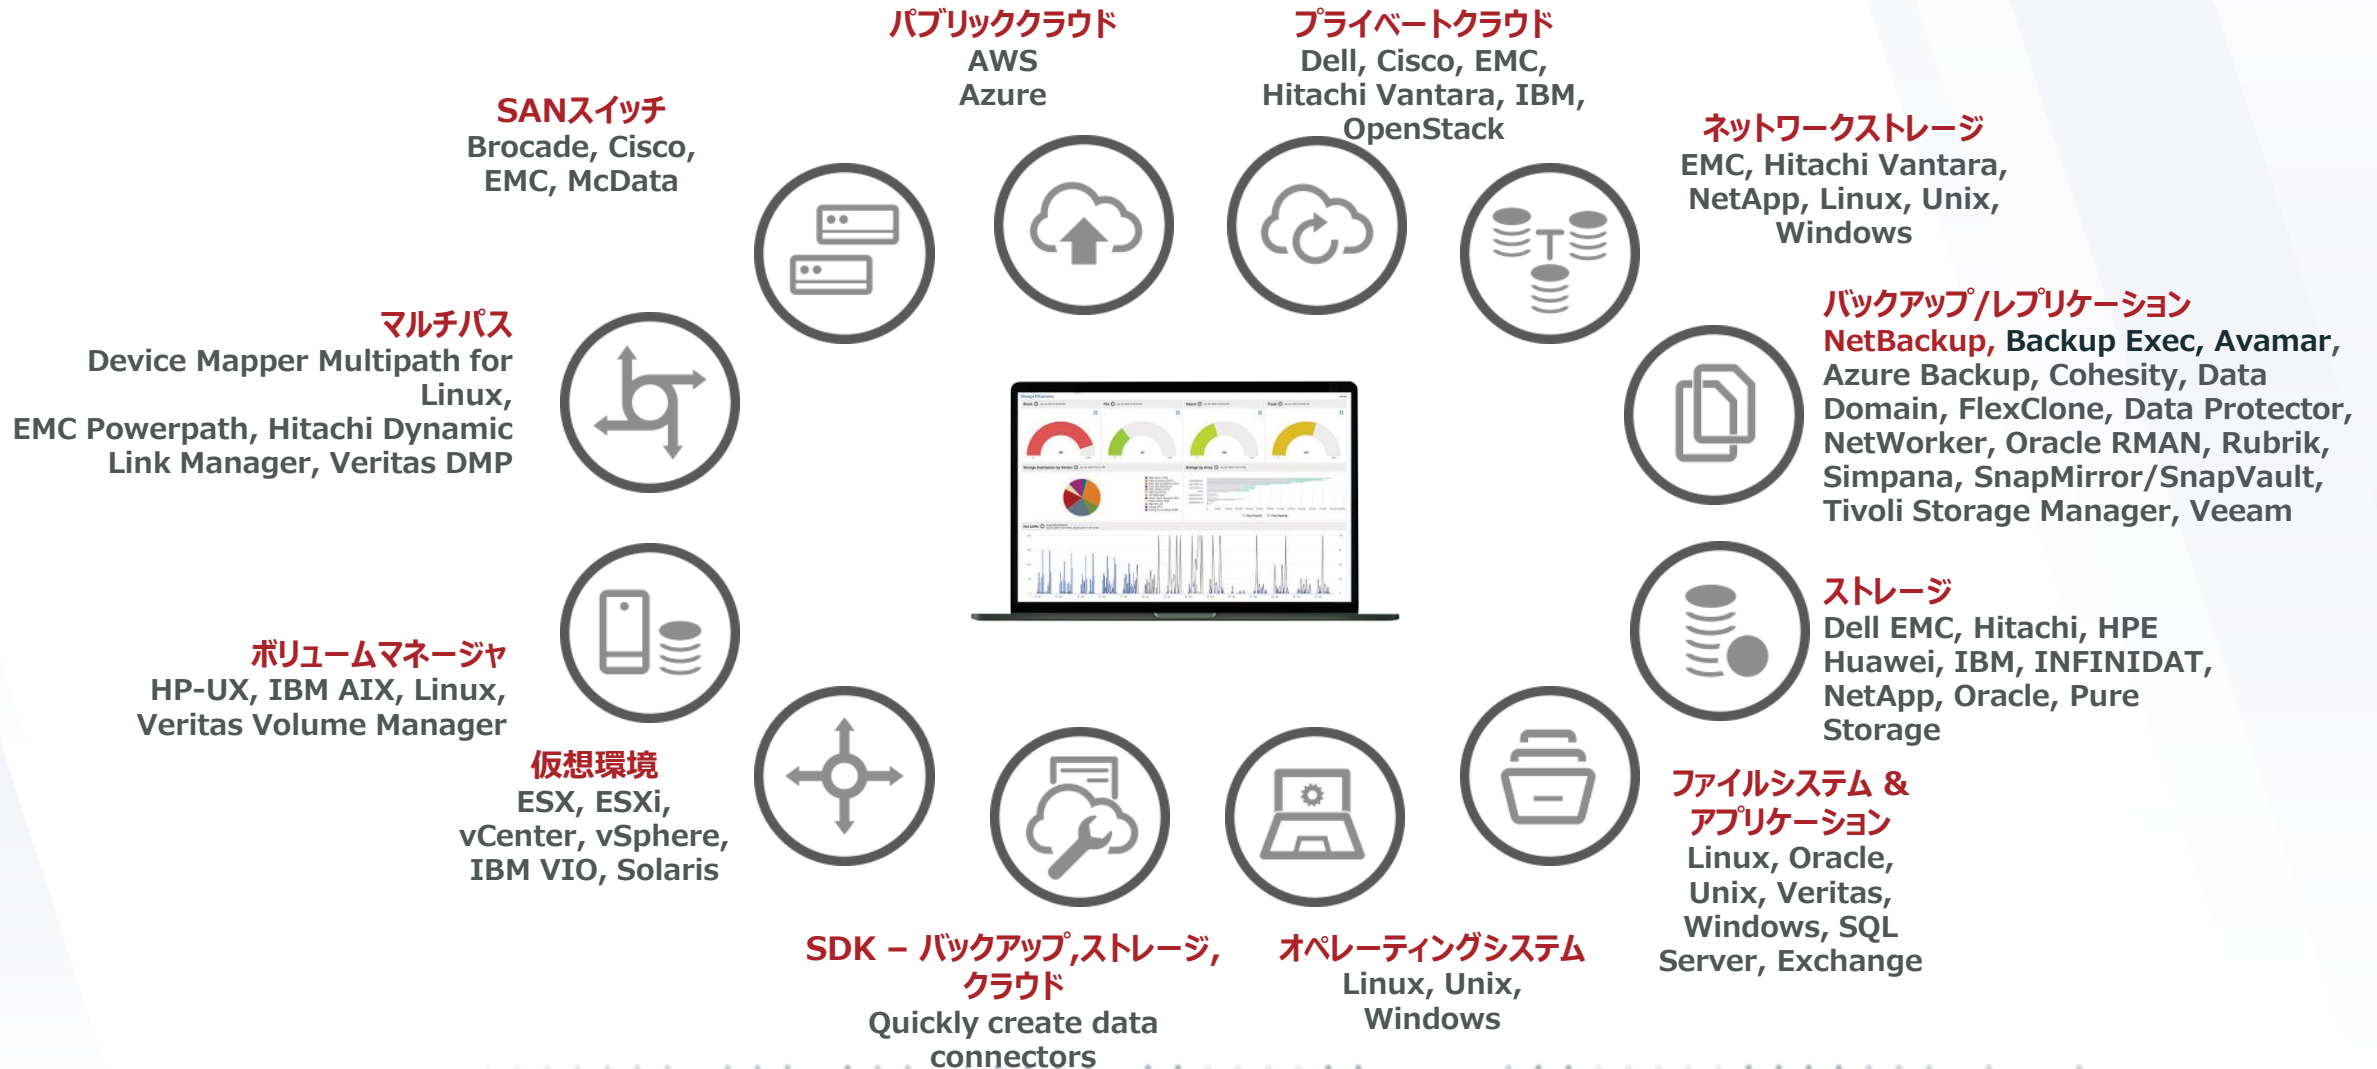 パブリッククラウド
AWS
Azure
プライベートクラウド
Dell, Cisco, EMC,
Hitachi Vantara, IBM,
OpenStack
SANスイッチ
Brocade, Cisco,
EMC, McData
ネットワークストレージ
EMC, Hitachi Vantara,
NetApp, Linux, Unix,
Windows
マルチパス
Device Mapper Multipath for
Linux,
EMC Powerpath, Hitachi Dynamic
Link Manager, Veritas DMP
バックアップ/レプリケーション
NetBackup, Backup Exec, Avamar,
Azure Backup, Cohesity, Data
Domain, FlexClone, Data Protector,
NetWorker, Oracle RMAN, Rubrik,
Simpana, SnapMirror/SnapVault,
Tivoli Storage Manager, Veeam
ボリュームマネージャ
HP-UX, IBM AIX, Linux,
Veritas Volume Manager
ストレージ
Dell EMC, Hitachi, HPE
Huawei, IBM, INFINIDAT,
NetApp, Oracle, Pure
Storage
仮想環境
ESX, ESXi,
vCenter, vSphere,
IBM VIO, Solaris
ファイルシステム &
アプリケーション
Linux, Oracle,
Unix, Veritas,
Windows, SQL
Server, Exchange
SDK – バックアップ,ストレージ,
クラウド
Quickly create data
connectors
オペレーティングシステム
Linux, Unix,
Windows